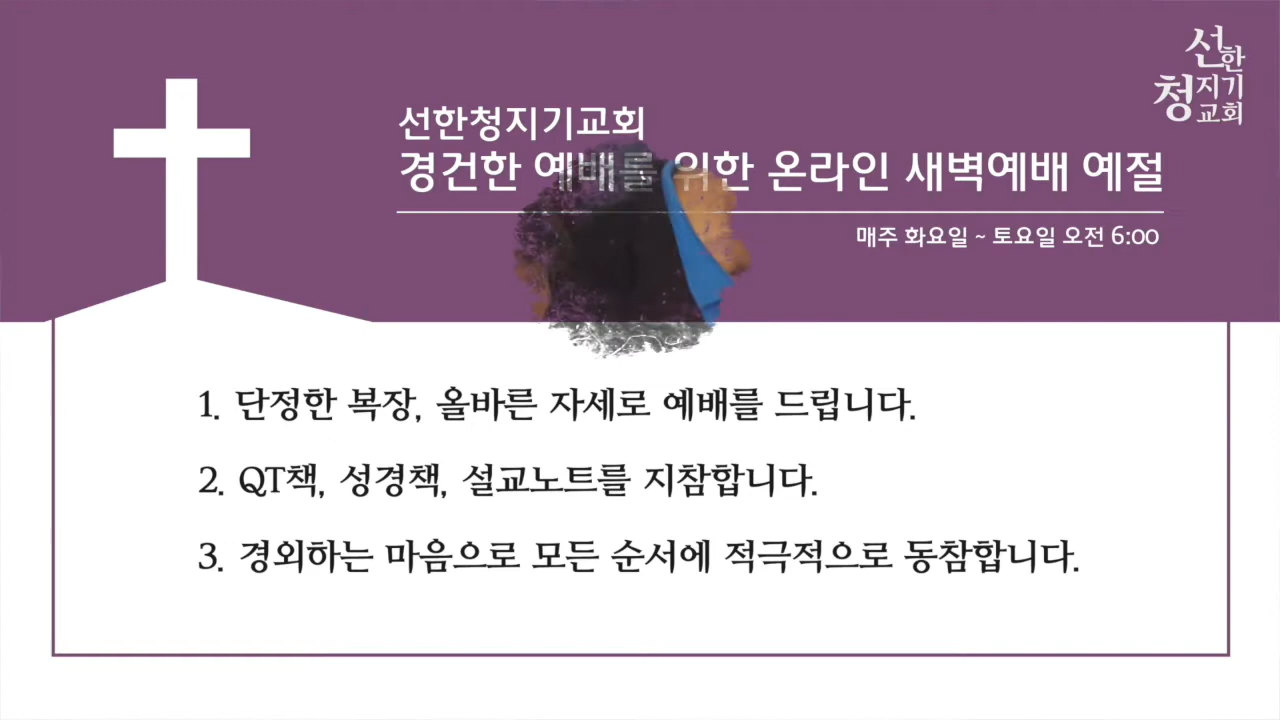 선한청지기교회
선한청지기교회
경건한 예배를 위한 온라인 새벽예배 예절
매주 화요일 ~ 토요일 오전 6:00
1. 단정한 복장, 올바른 자세로 예배를 드립니다.
2. QT책, 성경책, 설교노트를 지참합니다.
3. 경외하는 마음으로 모든 순서에 적극적으로 동참합니다.